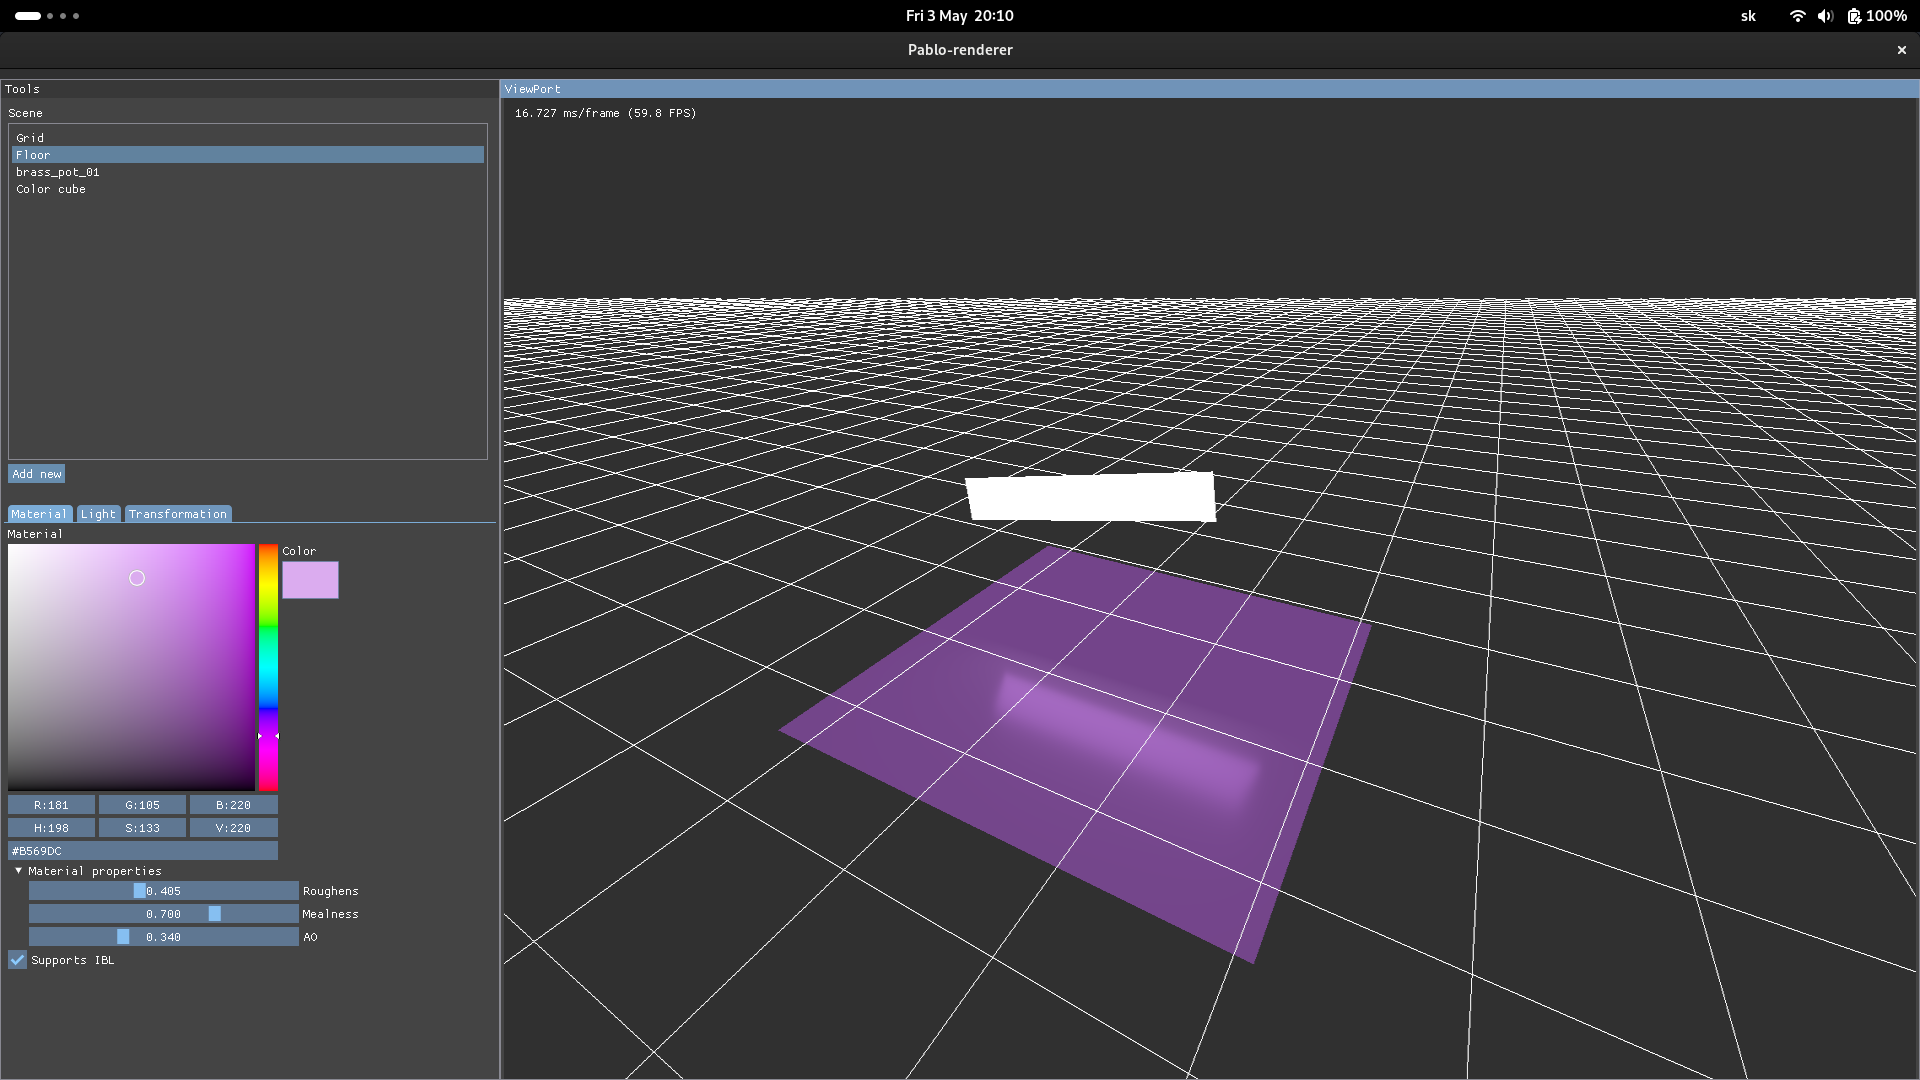 Fri 3 May 20:10
sk
100%
Pablo-renderer
Tools
Scene
Grid
Floor
brass_pot_01
Color cube
Add new
Material Light Transformation
Material
Color
R:181 G:105 B:220
H:198 S:133 V:220
#B569DC
Material properties
0.405 Roughens
0.700 Mealness
0.340 AO
Supports IBL
ViewPort
16.727 ms/frame (59.8 FPS)